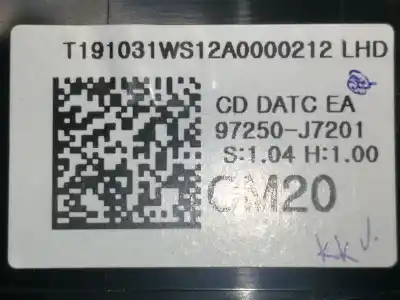 T191031WS12A0000212 LHD
CD DATC EA
97250-J7201
S:1.04 H:1.00
CM20